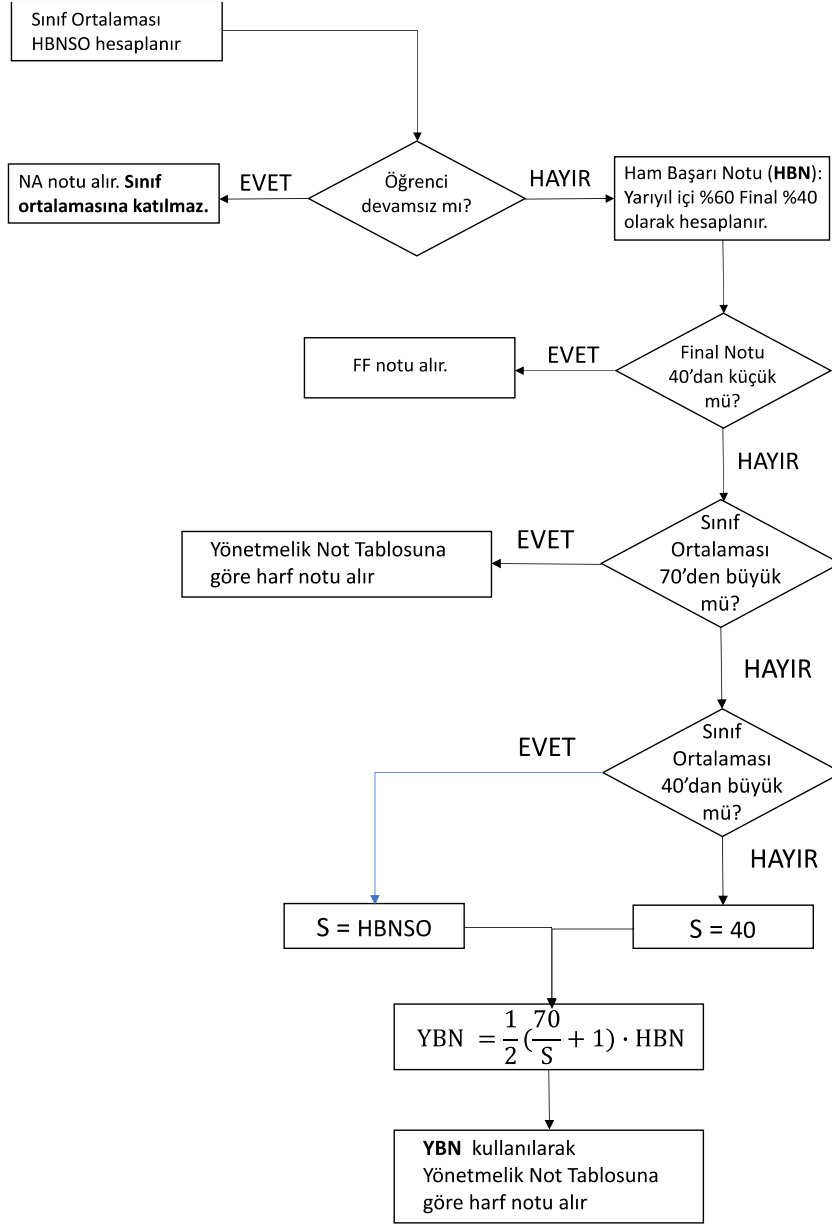 Sınıf Ortalaması
HBNSO hesaplanır
Öğrenci
devamsız mı?
EVET
NA notu alır. Sınıf
ortalamasına katılmaz.
HAYIR
Ham Başarı Notu (HBN):
Yarıyıl içi %60 Final %40
olarak hesaplanır.
Final Notu
40’dan küçük
mü?
EVET
FF notu alır.
HAYIR
Sınıf
Ortalaması
70’den büyük
mü?
EVET
Yönetmelik Not Tablosuna
göre harf notu alır
HAYIR
Sınıf
Ortalaması
40’dan büyük
mü?
EVET
HAYIR
S = HBNSO
S = 40
YBN = 1/2 (70/S + 1) · HBN
YBN kullanılarak
Yönetmelik Not Tablosuna
göre harf notu alır